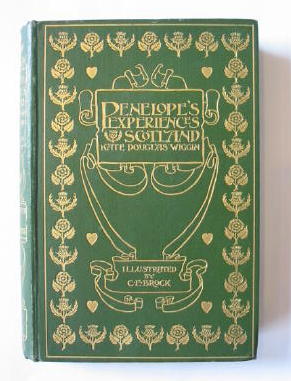 PENELOPE'S
EXPERIENCES
IN SCOTLAND
KATE DOUGLAS WIGGIN
ILLUSTRATED
BY
C·E·BROCK